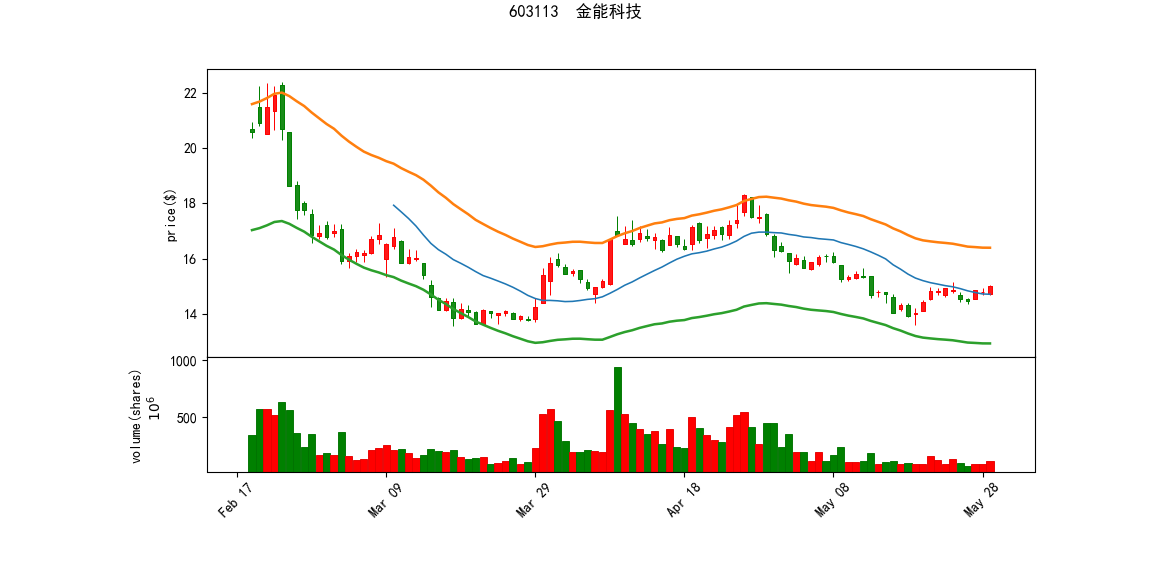 603113 金能科技
price($)
22
20
18
16
14
volume(shares)
10^6
1000
500
Feb 17
Mar 09
Mar 29
Apr 18
May 08
May 28